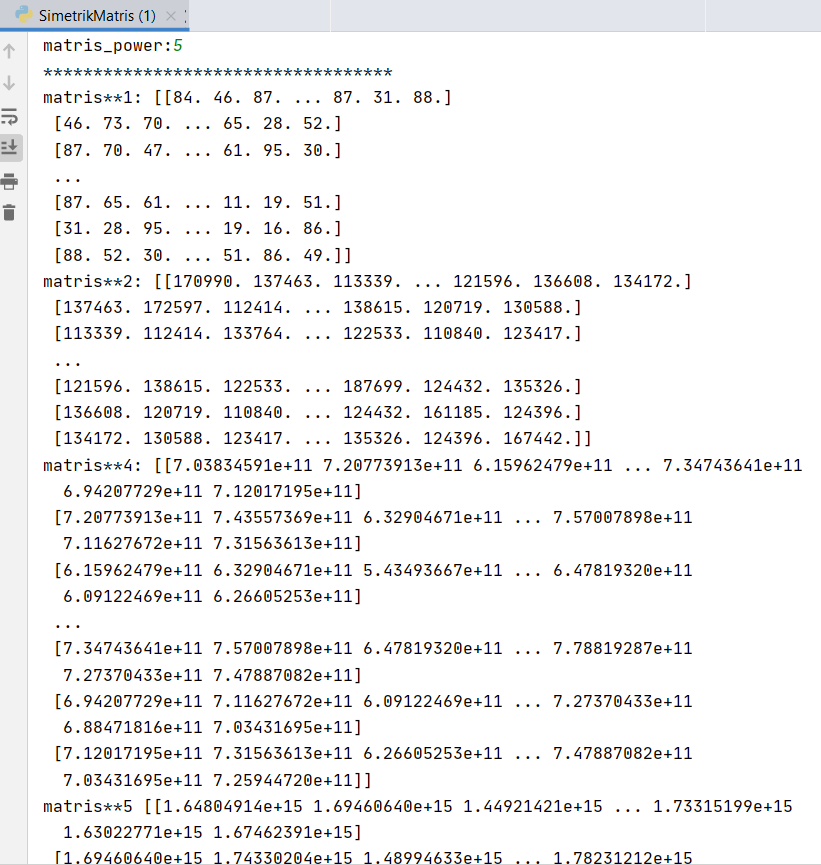 SimetrikMatris (1)
matris_power:5
***********************************
matris**1: [[84. 46. 87. ... 87. 31. 88.]
[46. 73. 70. ... 65. 28. 52.]
[87. 70. 47. ... 61. 95. 30.]
...
[87. 65. 61. ... 11. 19. 51.]
[31. 28. 95. ... 19. 16. 86.]
[88. 52. 30. ... 51. 86. 49.]]
matris**2: [[170990. 137463. 113339. ... 121596. 136608. 134172.]
[137463. 172597. 112414. ... 138615. 120719. 130588.]
[113339. 112414. 133764. ... 122533. 110840. 123417.]
...
[121596. 138615. 122533. ... 187699. 124432. 135326.]
[136608. 120719. 110840. ... 124432. 161185. 124396.]
[134172. 130588. 123417. ... 135326. 124396. 167442.]]
matris**4: [[7.03834591e+11 7.20773913e+11 6.15962479e+11 ... 7.34743641e+11
6.94207729e+11 7.12017195e+11]
[7.20773913e+11 7.43557369e+11 6.32904671e+11 ... 7.57007898e+11
7.11627672e+11 7.31563613e+11]
[6.15962479e+11 6.32904671e+11 5.43493667e+11 ... 6.47819320e+11
6.09122469e+11 6.26605253e+11]
...
[7.34743641e+11 7.57007898e+11 6.47819320e+11 ... 7.78819287e+11
7.27370433e+11 7.47887082e+11]
[6.94207729e+11 7.11627672e+11 6.09122469e+11 ... 7.27370433e+11
6.88471816e+11 7.03431695e+11]
[7.12017195e+11 7.31563613e+11 6.26605253e+11 ... 7.47887082e+11
7.03431695e+11 7.25944720e+11]]
matris**5 [[1.64804914e+15 1.69460640e+15 1.44921421e+15 ... 1.73315199e+15
1.63022771e+15 1.67462391e+15]
[1.69460640e+15 1.74330204e+15 1.48994633e+15 ... 1.78231212e+15